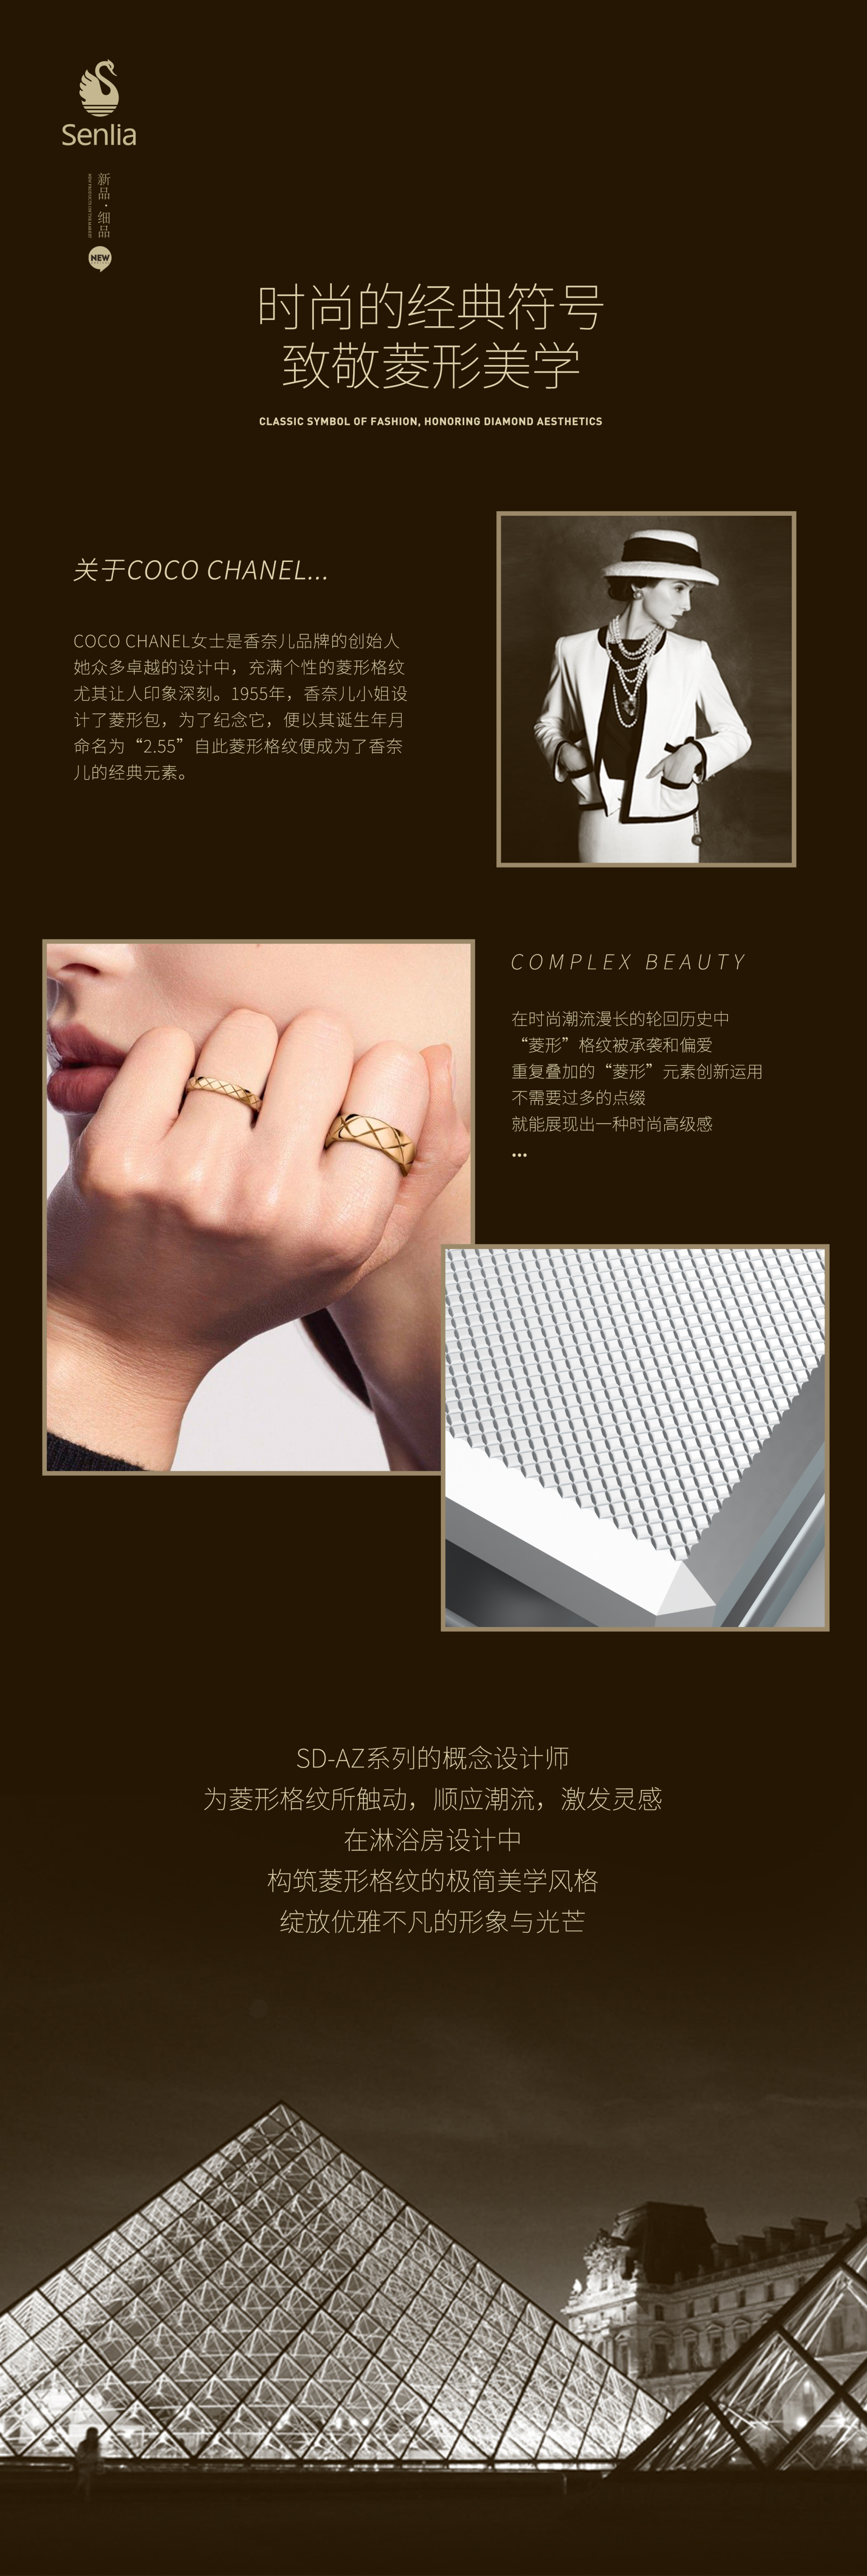 Senlia
新品·细品
NEW PRODUCTS ON THE MARKET
NEW
时尚的经典符号
致敬菱形美学
CLASSIC SYMBOL OF FASHION, HONORING DIAMOND AESTHETICS
关于COCO CHANEL...
COCO CHANEL女士是香奈儿品牌的创始人
她众多卓越的设计中，充满个性的菱形格纹
尤其让人印象深刻。1955年，香奈儿小姐设
计了菱形包，为了纪念它，便以其诞生年月
命名为“2.55”自此菱形格纹便成为了香奈
儿的经典元素。
COMPLEX BEAUTY
在时尚潮流漫长的轮回历史中
“菱形”格纹被承袭和偏爱
重复叠加的“菱形”元素创新运用
不需要过多的点缀
就能展现出一种时尚高级感
...
SD-AZ系列的概念设计师
为菱形格纹所触动，顺应潮流，激发灵感
在淋浴房设计中
构筑菱形格纹的极简美学风格
绽放优雅不凡的形象与光芒